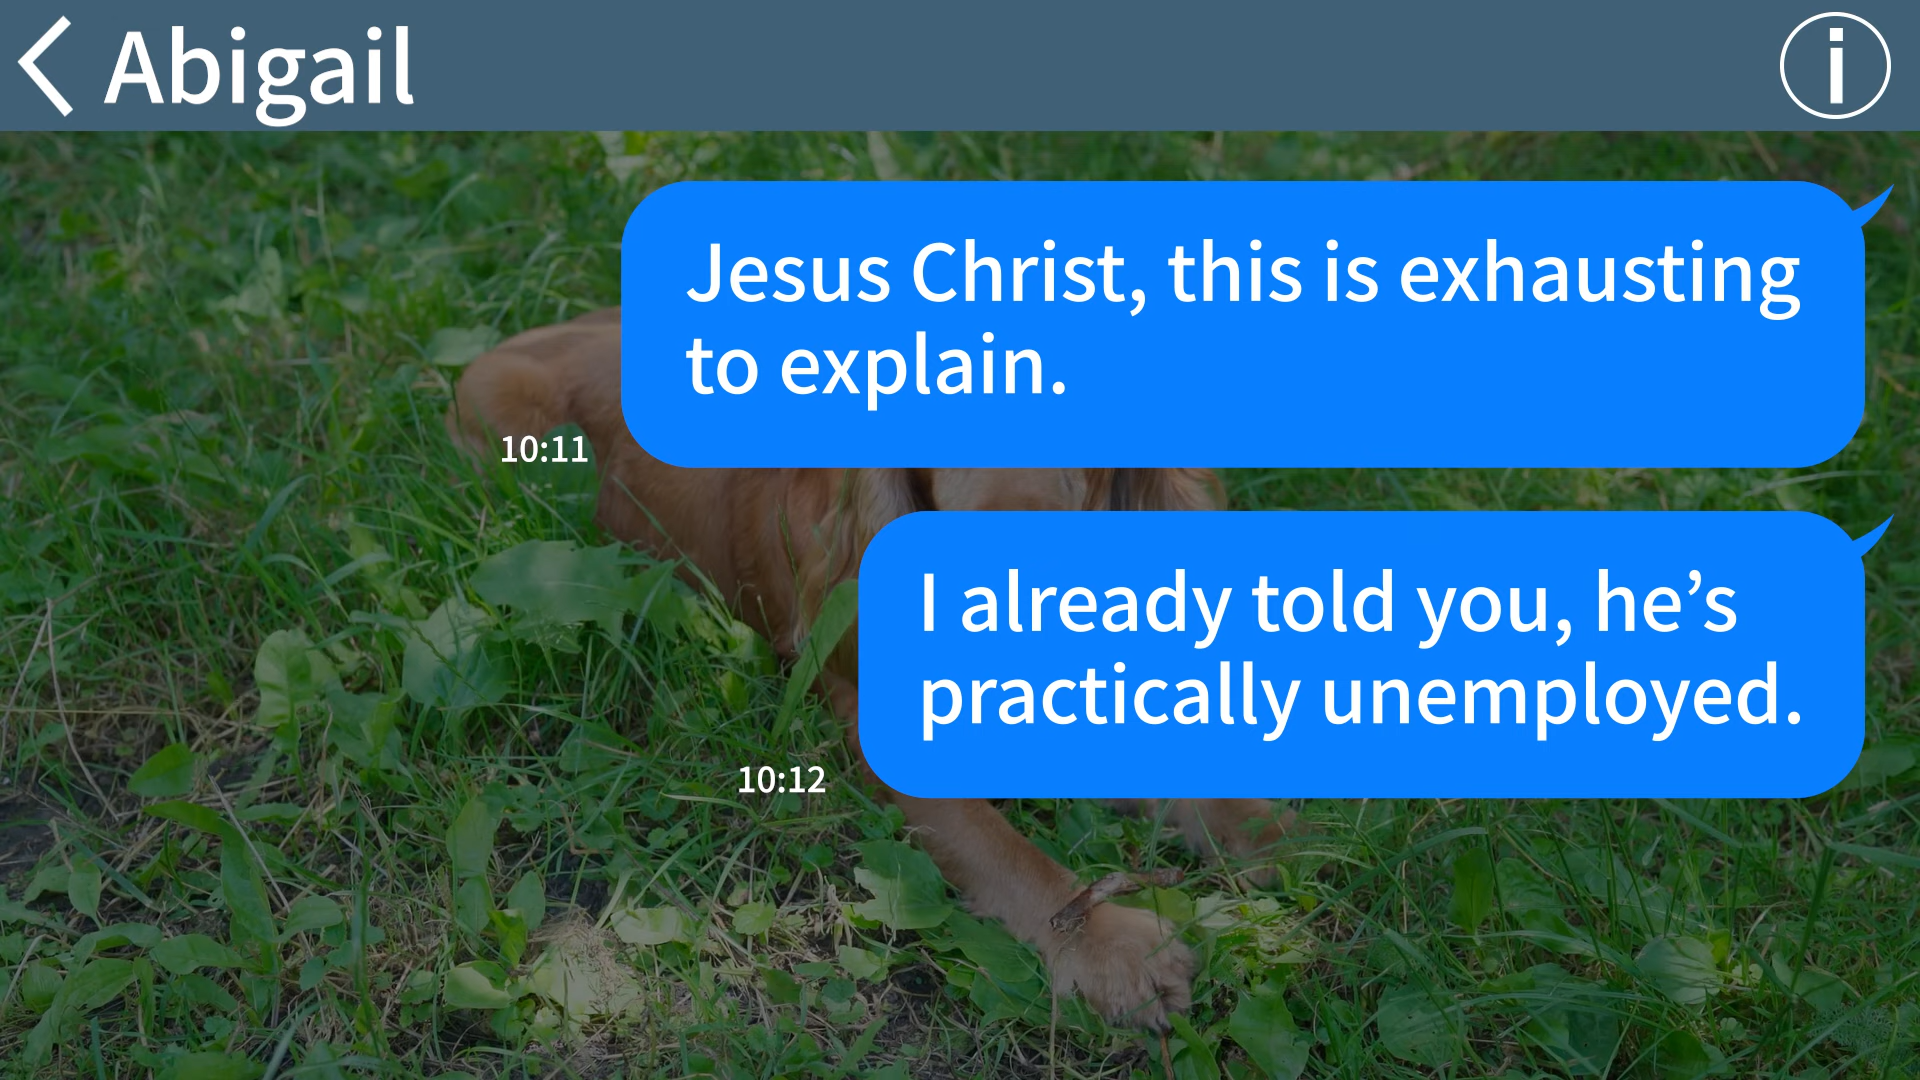 Abigail
Jesus Christ, this is exhausting
to explain.
10:11
I already told you, he’s
practically unemployed.
10:12